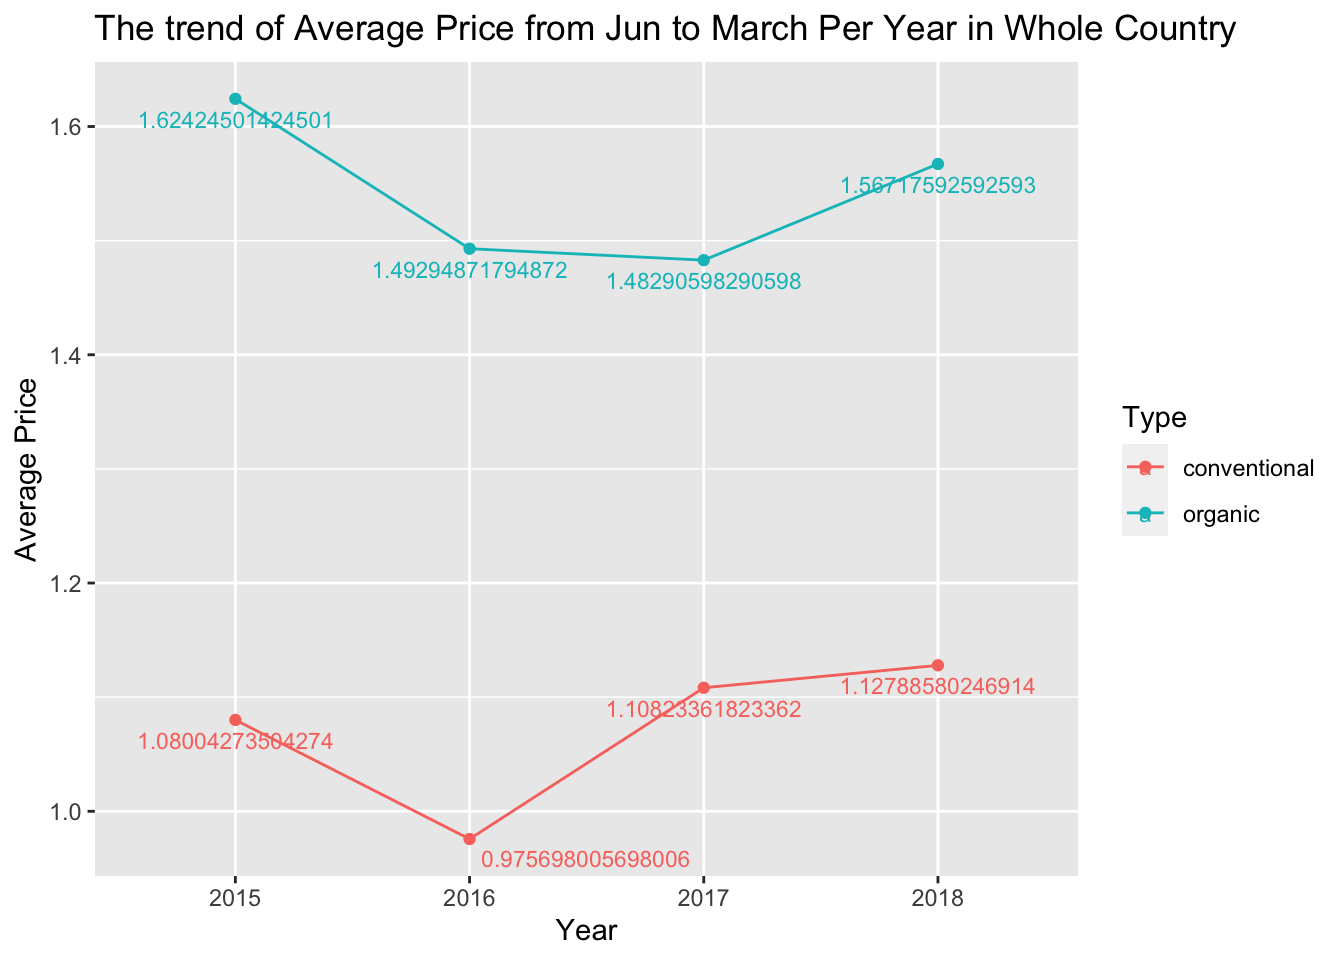 The trend of Average Price from Jun to March Per Year in Whole Country
1.62424501424501
1.6
1.56717592592593
1.49294871794872
1.48290598290598
1.4
Average Price
Type
conventional
organic
1.2
1.12788580246914
1.10823361823362
1.08004273504274
1.0
0.975698005698006
2015 2016 2017 2018
Year